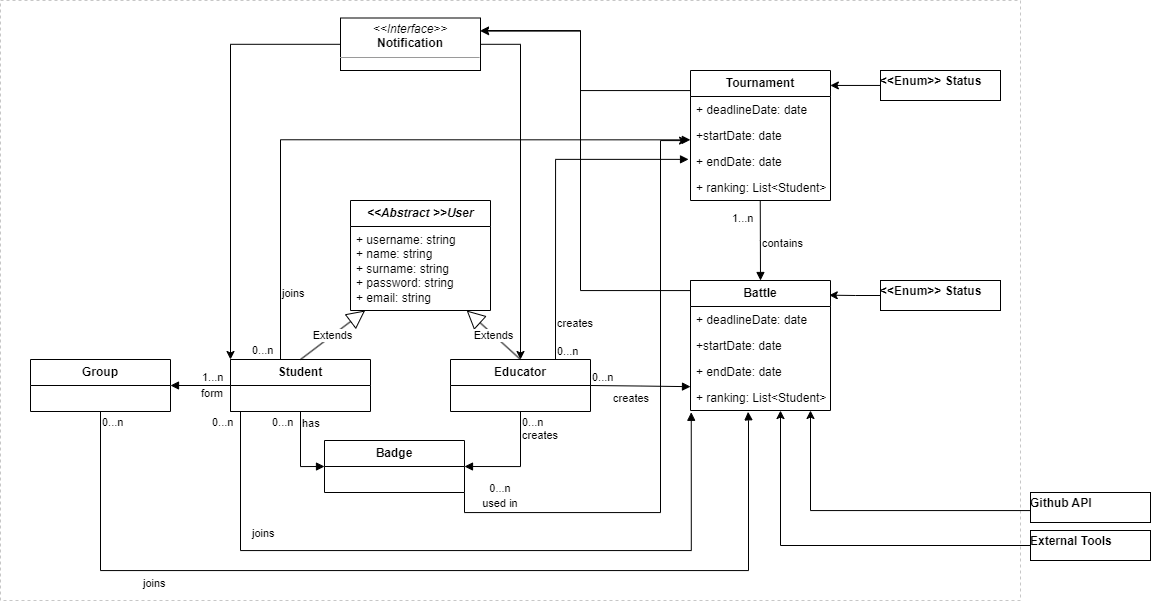 <<Interface>>
Notification
Tournament
+ deadlineDate: date
+startDate: date
+ endDate: date
+ ranking: List<Student>
<<Enum>> Status
<<Abstract >>User
+ username: string
+ name: string
+ surname: string
+ password: string
+ email: string
1...n
contains
joins
Extends
Extends
creates
0...n
0...n
Battle
+ deadlineDate: date
+startDate: date
+ endDate: date
+ ranking: List<Student>
<<Enum>> Status
Group
1...n
form
Student
Educator
0...n
creates
0...n
0...n
0...n
has
0...n
creates
Badge
0...n
used in
joins
joins
Github API
External Tools